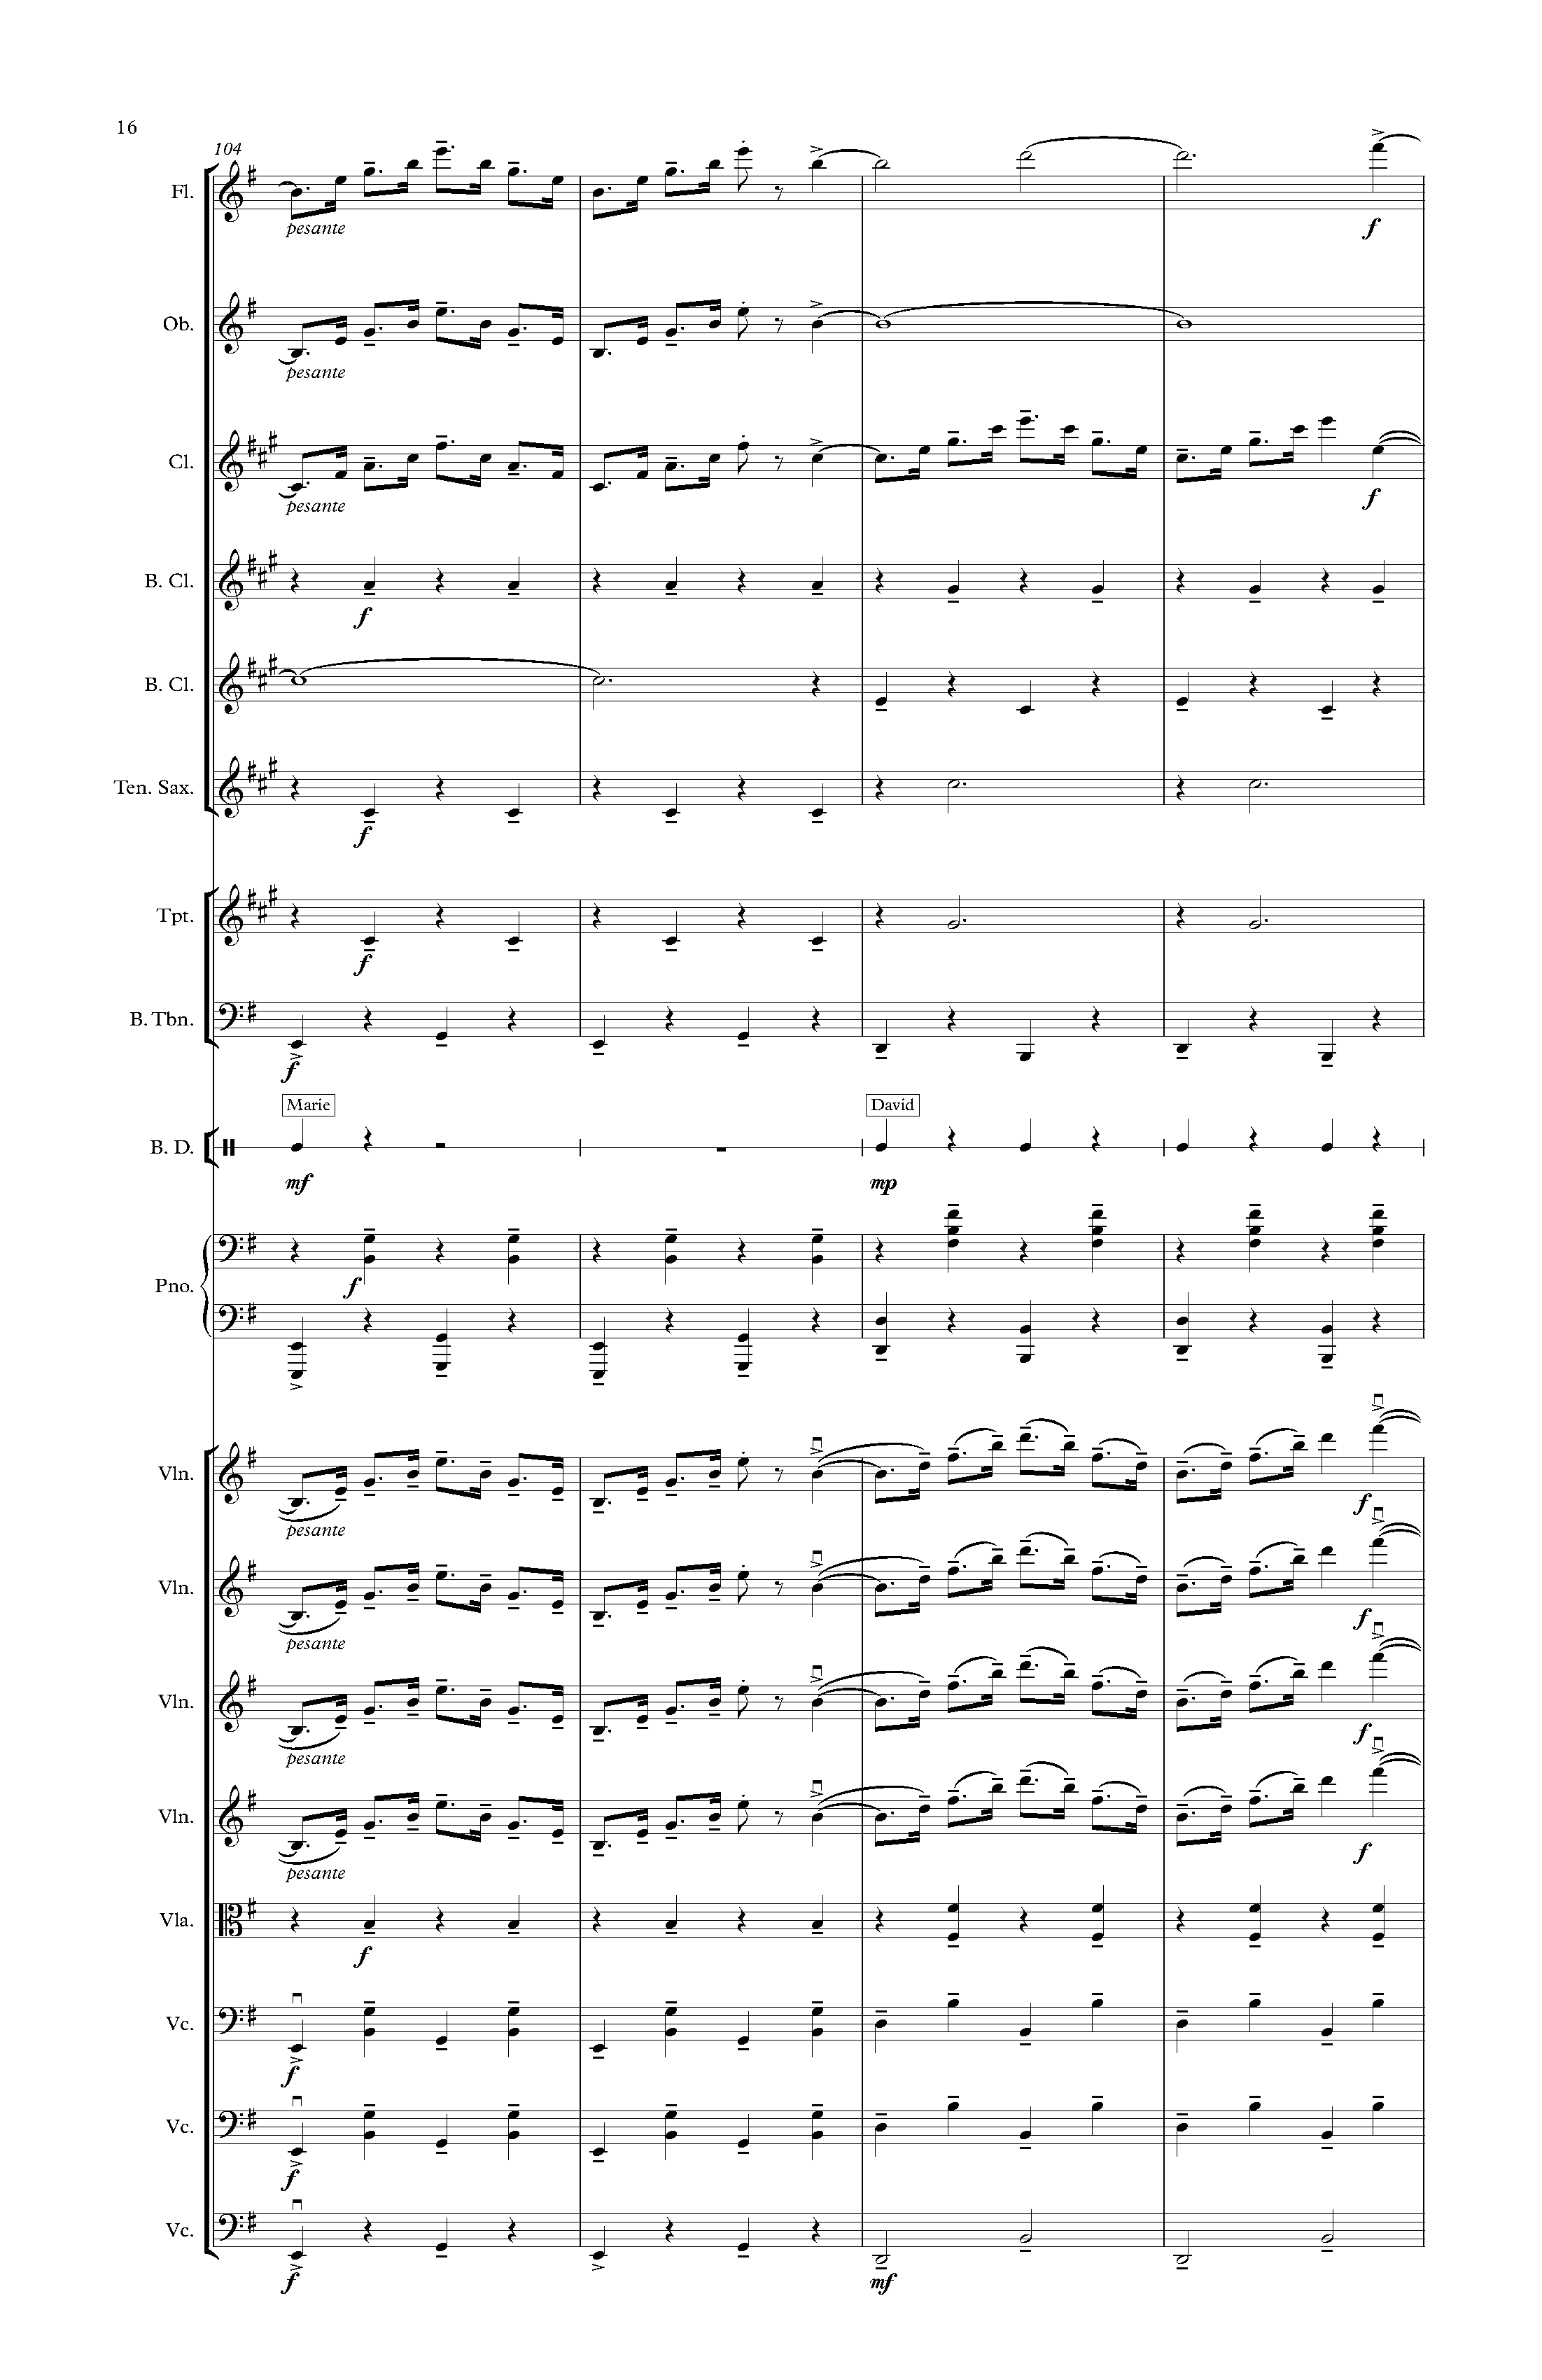 16
104
Fl.
pesante
f
Ob.
pesante
Cl.
pesante
f
B. Cl.
f
B. Cl.
Ten. Sax.
f
Tpt.
f
B. Tbn.
f
Marie
David
B. D.
mf
mp
Pno.
f
Vln.
pesante
f
Vln.
pesante
f
Vln.
pesante
f
Vln.
pesante
f
Vla.
f
Vc.
f
Vc.
f
Vc.
f
mf